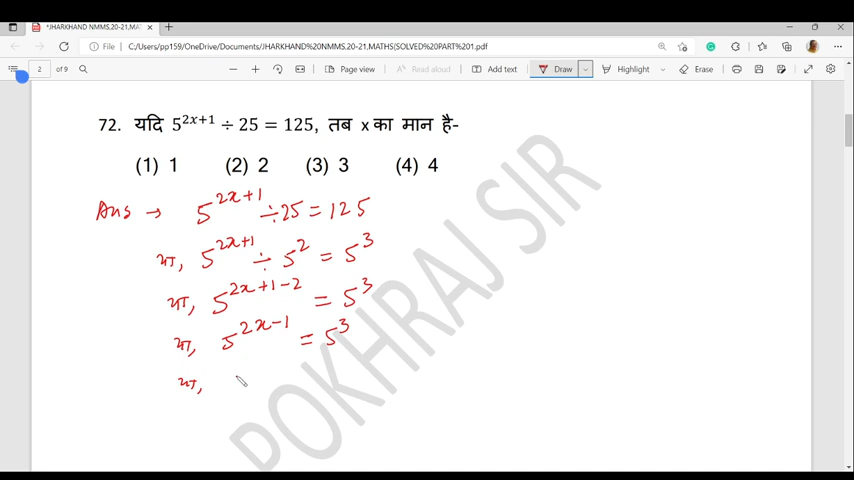 *JHARKHAND NMMS,20-21,MATHS
File C:/Users/pp159/OneDrive/Documents/JHARKHAND%20NMMS,20-21,MATHS(SOLVED%20PART%201.pdf
2 of 9 Page view Read aloud Add text Draw Highlight Erase
72. यदि 5^{2x+1} ÷ 25 = 125, तब x का मान है-
(1) 1 (2) 2 (3) 3 (4) 4
Ans → 5^{2x+1} ÷ 25 = 125
या, 5^{2x+1} ÷ 5^2 = 5^3
या, 5^{2x+1-2} = 5^3
या, 5^{2x-1} = 5^3
या,
POKHRAJ SIR